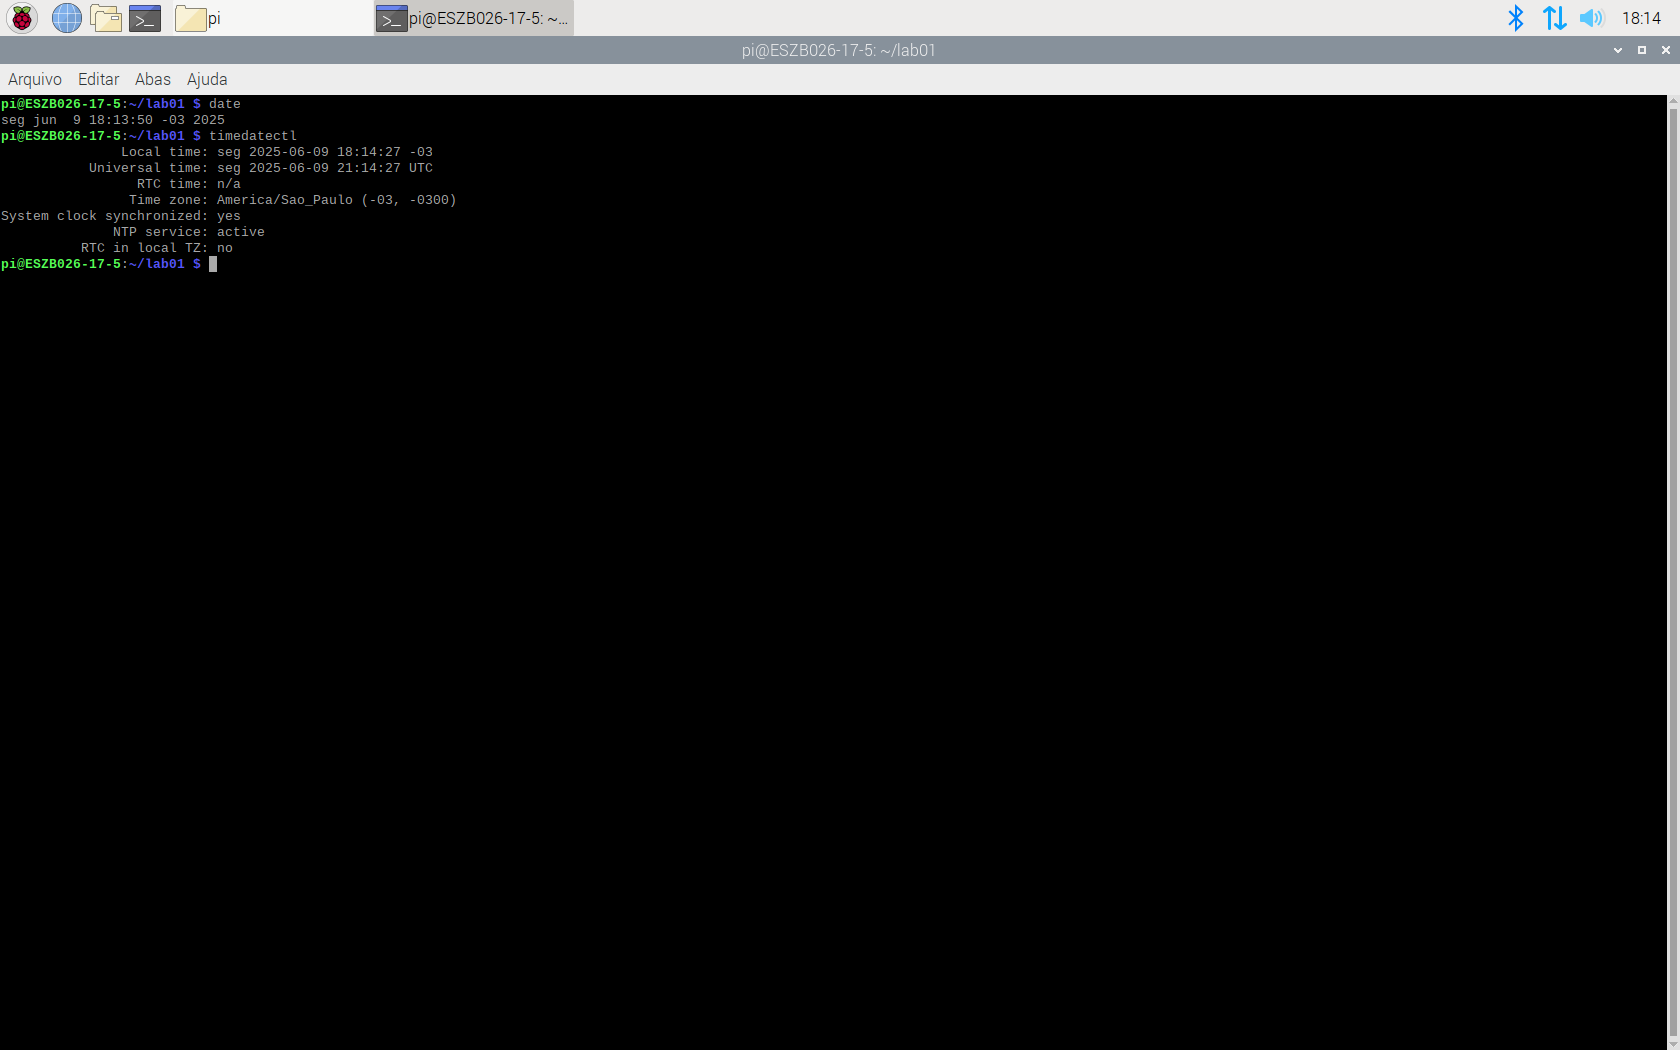 pi
pi@ESZB026-17-5: ~...
18:14
pi@ESZB026-17-5: ~/lab01
Arquivo Editar Abas Ajuda
pi@ESZB026-17-5:~/lab01 $ date
seg jun  9 18:13:50 -03 2025
pi@ESZB026-17-5:~/lab01 $ timedatectl
Local time: seg 2025-06-09 18:14:27 -03
Universal time: seg 2025-06-09 21:14:27 UTC
RTC time: n/a
Time zone: America/Sao_Paulo (-03, -0300)
System clock synchronized: yes
NTP service: active
RTC in local TZ: no
pi@ESZB026-17-5:~/lab01 $